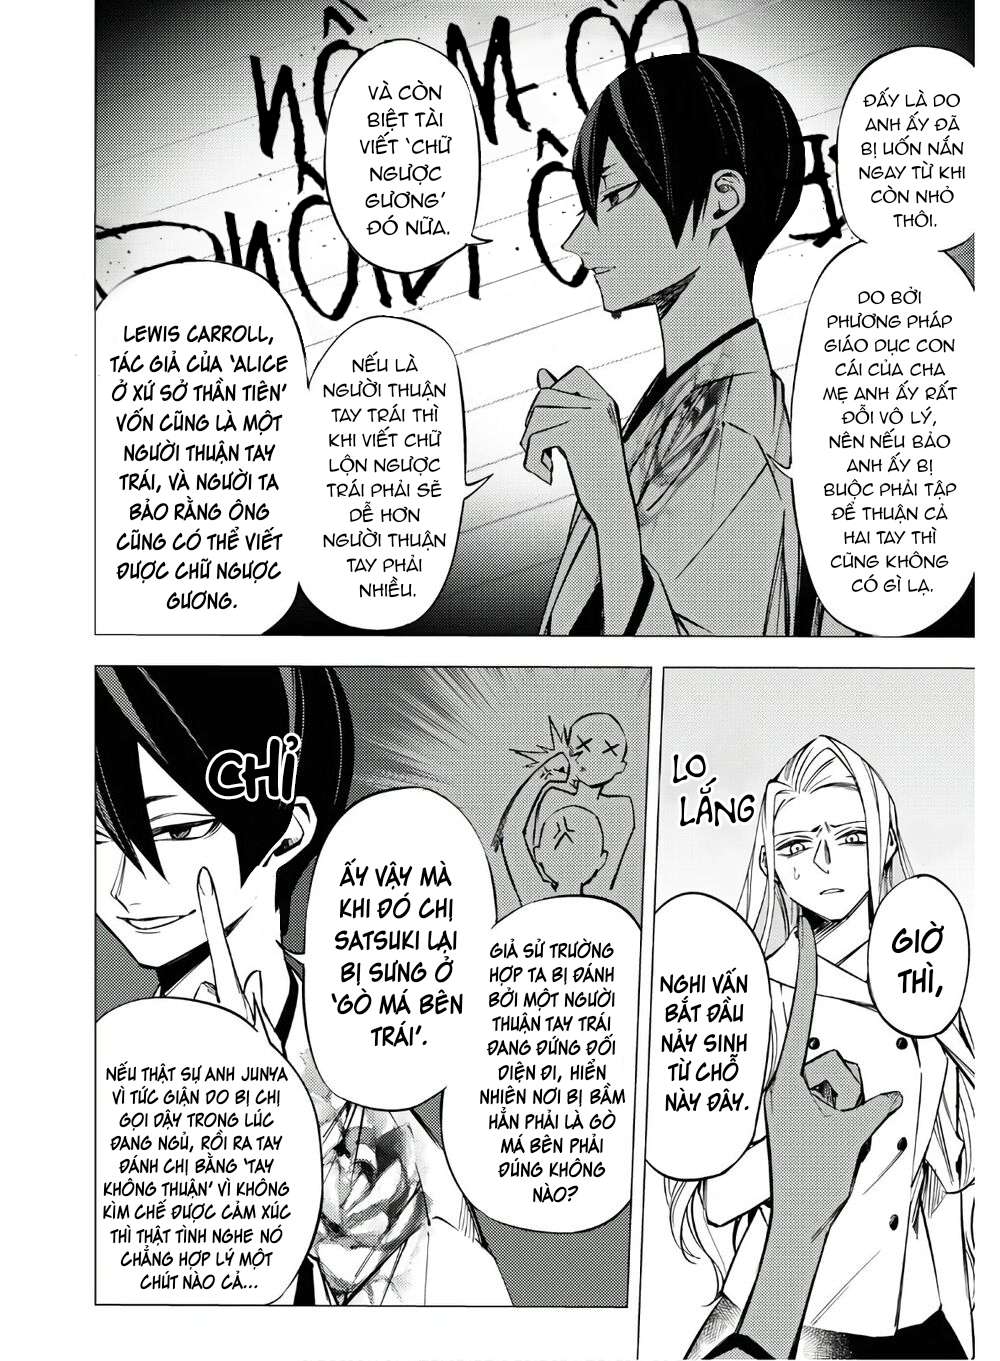 ĐẤY LÀ DO
ANH ẤY ĐÃ
BỊ UỐN NẮN
NGAY TỪ KHI
CÒN NHỎ
THÔI.
DO BỞI
PHƯƠNG PHÁP
GIÁO DỤC CON
CÁI CỦA CHA
MẸ ANH ẤY RẤT
ĐỖI VÔ LÝ,
NÊN NẾU BẢO
ANH ẤY BỊ
BUỘC PHẢI TẬP
ĐỂ THUẬN CẢ
HAI TAY THÌ
CŨNG KHÔNG
CÓ GÌ LẠ.
VÀ CÒN
BIỆT TÀI
VIẾT ‘CHỮ
NGƯỢC
GƯƠNG’
ĐÓ NỮA.
NẾU LÀ
NGƯỜI THUẬN
TAY TRÁI THÌ
KHI VIẾT CHỮ
LỘN NGƯỢC
TRÁI PHẢI SẼ
DỄ HƠN
NGƯỜI THUẬN
TAY PHẢI
NHIỀU.
LEWIS CARROLL,
TÁC GIẢ CỦA ‘ALICE
Ở XỨ SỞ THẦN TIÊN’
VỐN CŨNG LÀ MỘT
NGƯỜI THUẬN TAY
TRÁI, VÀ NGƯỜI TA
BẢO RẰNG ÔNG
CŨNG CÓ THỂ VIẾT
ĐƯỢC CHỮ NGƯỢC
GƯƠNG.
LO
LẮNG
GIỜ
THÌ,
NGHI VẤN
BẮT ĐẦU
NẢY SINH
TỪ CHỖ
NÀY ĐÂY.
GIẢ SỬ TRƯỜNG
HỢP TA BỊ ĐÁNH
BỞI MỘT NGƯỜI
THUẬN TAY TRÁI
ĐANG ĐỨNG ĐỐI
DIỆN ĐI, HIỂN
NHIÊN NƠI BỊ BẦM
HẲN PHẢI LÀ GÒ
MÁ BÊN PHẢI
ĐÚNG KHÔNG
NÀO?
CHỈ
ẤY VẬY MÀ
KHI ĐÓ CHỊ
SATSUKI LẠI
BỊ SƯNG Ở
‘GÒ MÁ BÊN
TRÁI’.
NẾU THẬT SỰ ANH JUNYA
VÌ TỨC GIẬN DO BỊ CHỊ
GỌI DẬY TRONG LÚC
ĐANG NGỦ, RỒI RA TAY
ĐÁNH CHỊ BẰNG ‘TAY
KHÔNG THUẬN’ VÌ KHÔNG
KÌM CHẾ ĐƯỢC CẢM XÚC
THÌ THẬT TÌNH NGHE NÓ
CHẲNG HỢP LÝ MỘT
CHÚT NÀO CẢ...